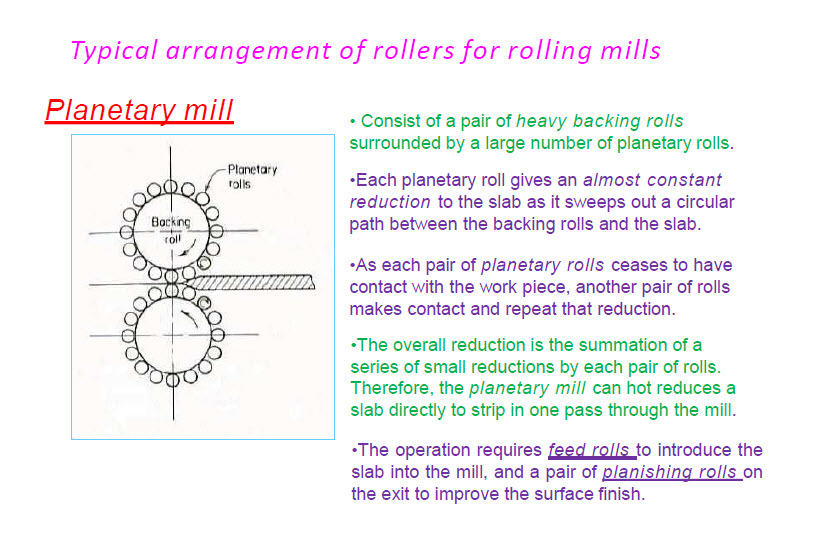 Typical arrangement of rollers for rolling mills
Planetary mill
Planetary
rolls
Backing
roll
• Consist of a pair of heavy backing rolls
surrounded by a large number of planetary rolls.
•Each planetary roll gives an almost constant
reduction to the slab as it sweeps out a circular
path between the backing rolls and the slab.
•As each pair of planetary rolls ceases to have
contact with the work piece, another pair of rolls
makes contact and repeat that reduction.
•The overall reduction is the summation of a
series of small reductions by each pair of rolls.
Therefore, the planetary mill can hot reduces a
slab directly to strip in one pass through the mill.
•The operation requires feed rolls to introduce the
slab into the mill, and a pair of planishing rolls on
the exit to improve the surface finish.